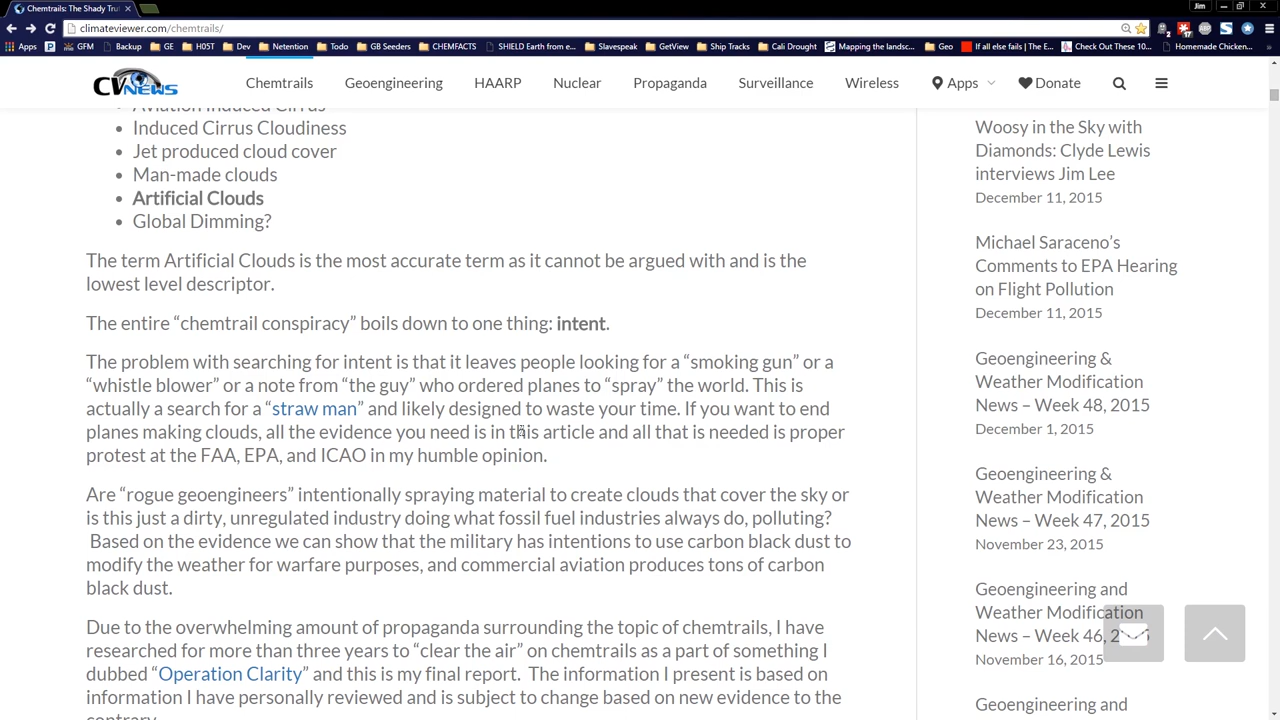 Chemtrails: The Shady Tru
Jim
climateviewer.com/chemtrails/
Apps GFM Backup GE H05T Dev Netention Todo GB Seeders CHEMFACTS SHIELD Earth from e... Slavespeak GetView Ship Tracks Cali Drought Mapping the landsc... Geo If all else fails | The E... Check Out These 10... Homemade Chicken...
CV NEWS
Chemtrails Geoengineering HAARP Nuclear Propaganda Surveillance Wireless Apps Donate
Aviation Induced Cirrus
• Induced Cirrus Cloudiness
• Jet produced cloud cover
• Man-made clouds
• Artificial Clouds
• Global Dimming?
The term Artificial Clouds is the most accurate term as it cannot be argued with and is the
lowest level descriptor.
The entire “chemtrail conspiracy” boils down to one thing: intent.
The problem with searching for intent is that it leaves people looking for a “smoking gun” or a
“whistle blower” or a note from “the guy” who ordered planes to “spray” the world. This is
actually a search for a “straw man” and likely designed to waste your time. If you want to end
planes making clouds, all the evidence you need is in this article and all that is needed is proper
protest at the FAA, EPA, and ICAO in my humble opinion.
Are “rogue geoengineers” intentionally spraying material to create clouds that cover the sky or
is this just a dirty, unregulated industry doing what fossil fuel industries always do, polluting?
Based on the evidence we can show that the military has intentions to use carbon black dust to
modify the weather for warfare purposes, and commercial aviation produces tons of carbon
black dust.
Due to the overwhelming amount of propaganda surrounding the topic of chemtrails, I have
researched for more than three years to “clear the air” on chemtrails as a part of something I
dubbed “Operation Clarity” and this is my final report. The information I present is based on
information I have personally reviewed and is subject to change based on new evidence to the
contrary.
Woosy in the Sky with
Diamonds: Clyde Lewis
interviews Jim Lee
December 11, 2015
Michael Saraceno’s
Comments to EPA Hearing
on Flight Pollution
December 11, 2015
Geoengineering &
Weather Modification
News – Week 48, 2015
December 1, 2015
Geoengineering &
Weather Modification
News – Week 47, 2015
November 23, 2015
Geoengineering and
Weather Modification
News – Week 46, 2015
November 16, 2015
Geoengineering and